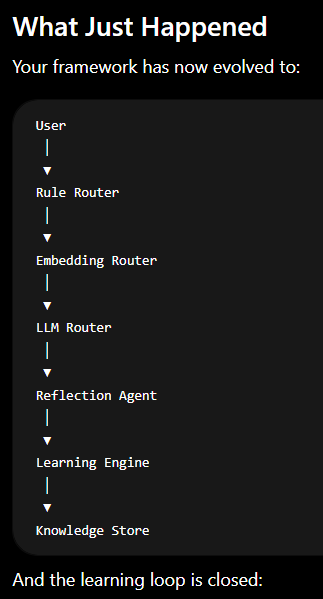 What Just Happened
Your framework has now evolved to:
User
│
▼
Rule Router
│
▼
Embedding Router
│
▼
LLM Router
│
▼
Reflection Agent
│
▼
Learning Engine
│
▼
Knowledge Store
And the learning loop is closed: